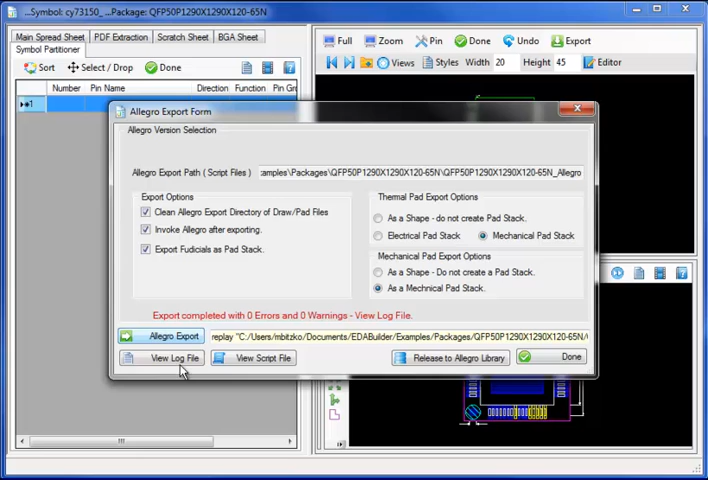 ...Symbol: cy73150_ ...Package: QFP50P1290X1290X120-65N
Main Spread Sheet PDF Extraction Scratch Sheet BGA Sheet
Symbol Partitioner
Sort Select / Drop Done
Number Pin Name Direction Function Pin Gr
1
Full Zoom Pin Done Undo Export
Views Styles Width 20 Height 45 Editor
Allegro Export Form
Allegro Version Selection
Allegro Export Path ( Script Files ) :amples\Packages\QFP50P1290X1290X120-65N\QFP50P1290X1290X120-65N_Allegro
Export Options
Clean Allegro Export Directory of Draw/Pad Files
Invoke Allegro after exporting.
Export Fudicials as Pad Stack.
Thermal Pad Export Options
As a Shape - do not create Pad Stack.
Electrical Pad Stack Mechanical Pad Stack
Mechanical Pad Export Options
As a Shape - Do not create a Pad Stack.
As a Mechnical Pad Stack.
Export completed with 0 Errors and 0 Warnings - View Log File.
Allegro Export replay "C:/Users/mbitzko/Documents/EDABuilder/Examples/Packages/QFP50P1290X1290X120-65N/
View Log File View Script File Release to Allegro Library Done